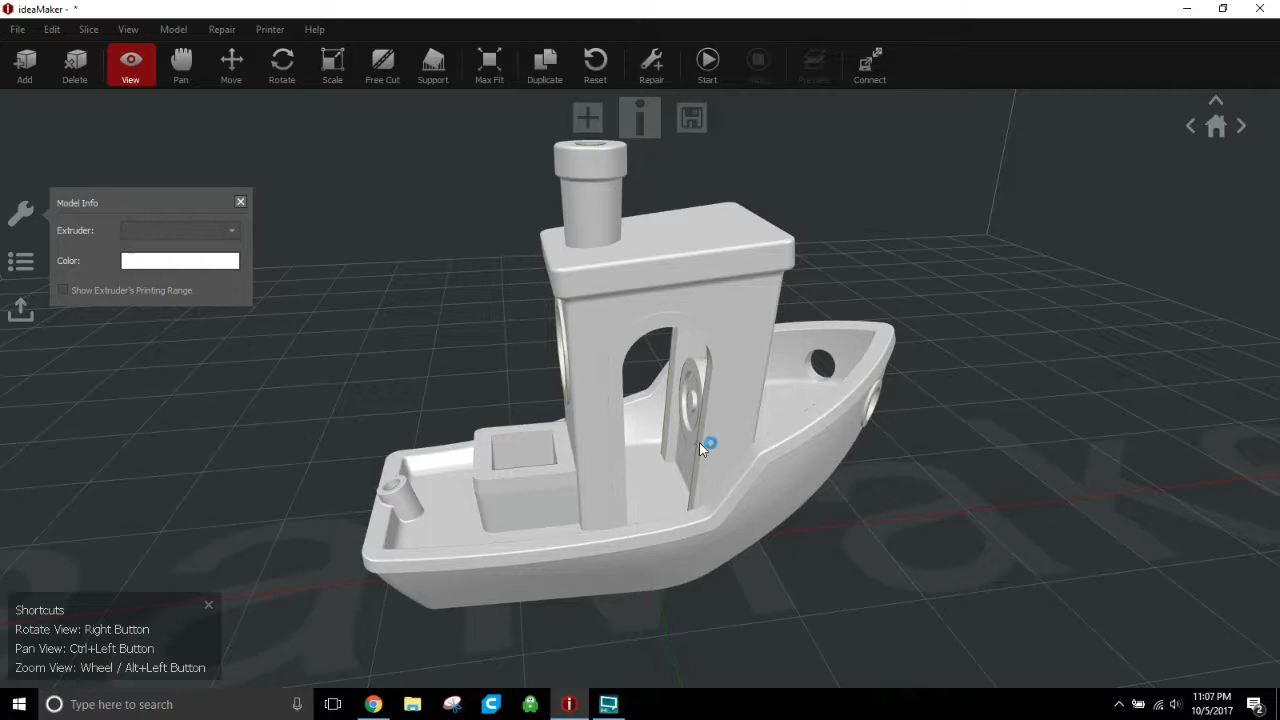 ideaMaker - *
File Edit Slice View Model Repair Printer Help
Add Delete View Pan Move Rotate Scale Free Cut Support Max Fit Duplicate Reset Repair Start Connect
Model Info
Extruder:
Color:
Show Extruder's Printing Range
Shortcuts
Rotate View: Right Button
Pan View: Ctrl+Left Button
Zoom View: Wheel / Alt+Left Button
Type here to search
11:07 PM
10/5/2017
2